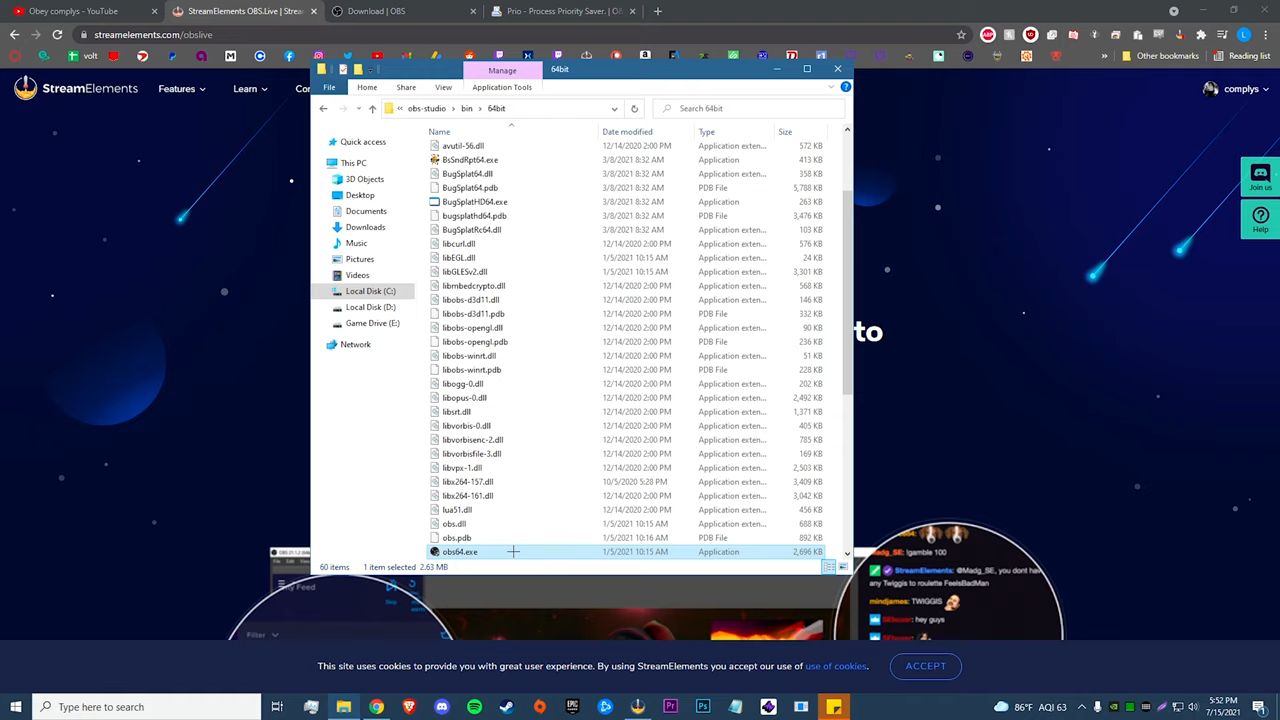 Obey complys - YouTube
StreamElements OBS.Live | Stream
Download | OBS
Prio - Process Priority Saver, (
streamelements.com/obslive
Other bookmarks
Reading list
StreamElements
Features
Learn
complys
Manage
64bit
File
Home
Share
View
Application Tools
« obs-studio > bin > 64bit
Search 64bit
Name
Date modified
Type
Size
Quick access
This PC
3D Objects
Desktop
Documents
Downloads
Music
Pictures
Videos
Local Disk (C:)
Local Disk (D:)
Game Drive (E:)
Network
avutil-56.dll 12/14/2020 2:00 PM Application exten... 572 KB
BsSndRpt64.exe 3/8/2021 8:32 AM Application 413 KB
BugSplat64.dll 3/8/2021 8:32 AM Application exten... 358 KB
BugSplat64.pdb 3/8/2021 8:32 AM PDB File 5,788 KB
BugSplatHD64.exe 3/8/2021 8:32 AM Application 263 KB
bugsplathd64.pdb 3/8/2021 8:32 AM PDB File 3,476 KB
BugSplatRc64.dll 3/8/2021 8:32 AM Application exten... 103 KB
libcurl.dll 12/14/2020 2:00 PM Application exten... 576 KB
libEGL.dll 1/5/2021 10:15 AM Application exten... 24 KB
libGLESv2.dll 1/5/2021 10:15 AM Application exten... 3,301 KB
libmbedcrypto.dll 12/14/2020 2:00 PM Application exten... 568 KB
libobs-d3d11.dll 12/14/2020 2:00 PM Application exten... 146 KB
libobs-d3d11.pdb 12/14/2020 2:00 PM PDB File 332 KB
libobs-opengl.dll 12/14/2020 2:00 PM Application exten... 90 KB
libobs-opengl.pdb 12/14/2020 2:00 PM PDB File 236 KB
libobs-winrt.dll 12/14/2020 2:00 PM Application exten... 51 KB
libobs-winrt.pdb 12/14/2020 2:00 PM PDB File 228 KB
libogg-0.dll 12/14/2020 2:00 PM Application exten... 202 KB
libopus-0.dll 12/14/2020 2:00 PM Application exten... 2,492 KB
libsrt.dll 12/14/2020 2:00 PM Application exten... 1,371 KB
libvorbis-0.dll 12/14/2020 2:00 PM Application exten... 405 KB
libvorbisenc-2.dll 12/14/2020 2:00 PM Application exten... 785 KB
libvorbisfile-3.dll 12/14/2020 2:00 PM Application exten... 169 KB
libvpx-1.dll 12/14/2020 2:00 PM Application exten... 2,503 KB
libx264-157.dll 10/5/2020 5:28 PM Application exten... 3,409 KB
libx264-161.dll 12/14/2020 2:00 PM Application exten... 3,042 KB
lua51.dll 12/14/2020 2:00 PM Application exten... 456 KB
obs.dll 1/5/2021 10:15 AM Application exten... 688 KB
obs.pdb 1/5/2021 10:16 AM PDB File 892 KB
obs64.exe 1/5/2021 10:15 AM Application 2,696 KB
60 items
1 item selected 2.63 MB
Join us
Help
to
Feed
Skip
Filter
Madg_SE: !gamble 100
StreamElements: @Madg_SE, you dont have
any Twiggis to roulette FeelsBadMan
mindjames: TWIGGIS
hey guys
This site uses cookies to provide you with great user experience. By using StreamElements you accept our use of use of cookies.
ACCEPT
Type here to search
86°F AQI 63
5:52 PM
7/15/2021